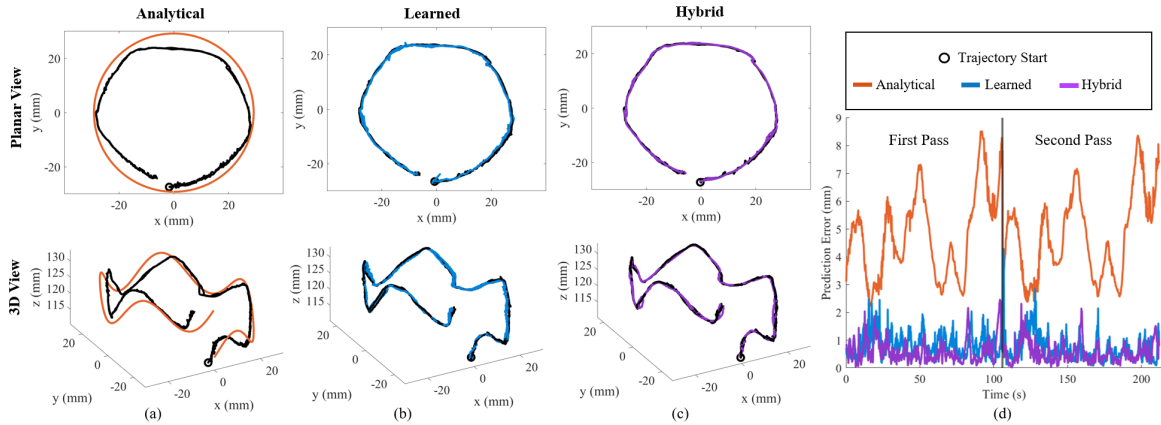 Analytical
Learned
Hybrid
Planar View
20
0
-20
y (mm)
-20 0 20
x (mm)
20
0
-20
y (mm)
-20 0 20
x (mm)
20
0
-20
y (mm)
-20 0 20
x (mm)
Trajectory Start
Analytical Learned Hybrid
3D View
130
125
120
115
z (mm)
20
0
-20
y (mm)
-20
0
20
x (mm)
(a)
130
125
120
115
z (mm)
20
0
-20
y (mm)
-20
0
20
x (mm)
(b)
130
125
120
115
z (mm)
20
0
-20
y (mm)
-20
0
20
x (mm)
(c)
9
8
7
6
5
4
3
2
1
0
Prediction Error (mm)
First Pass Second Pass
0 50 100 150 200
Time (s)
(d)